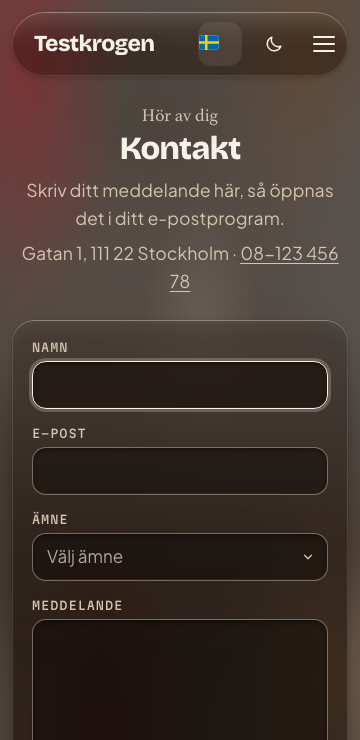 Testkrogen
Hör av dig
Kontakt
Skriv ditt meddelande här, så öppnas
det i ditt e-postprogram.
Gatan 1, 111 22 Stockholm · 08–123 456
78
NAMN
E–POST
ÄMNE
Välj ämne
MEDDELANDE